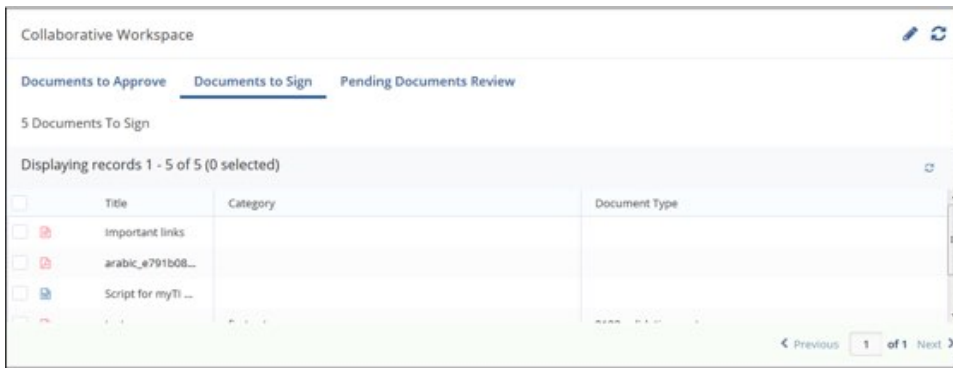 Collaborative Workspace
Documents to Approve Documents to Sign Pending Documents Review
5 Documents To Sign
Displaying records 1 - 5 of 5 (0 selected)
Title Category Document Type
Important links
arabic_e791b08...
Script for myTI ...
Previous 1 of 1 Next